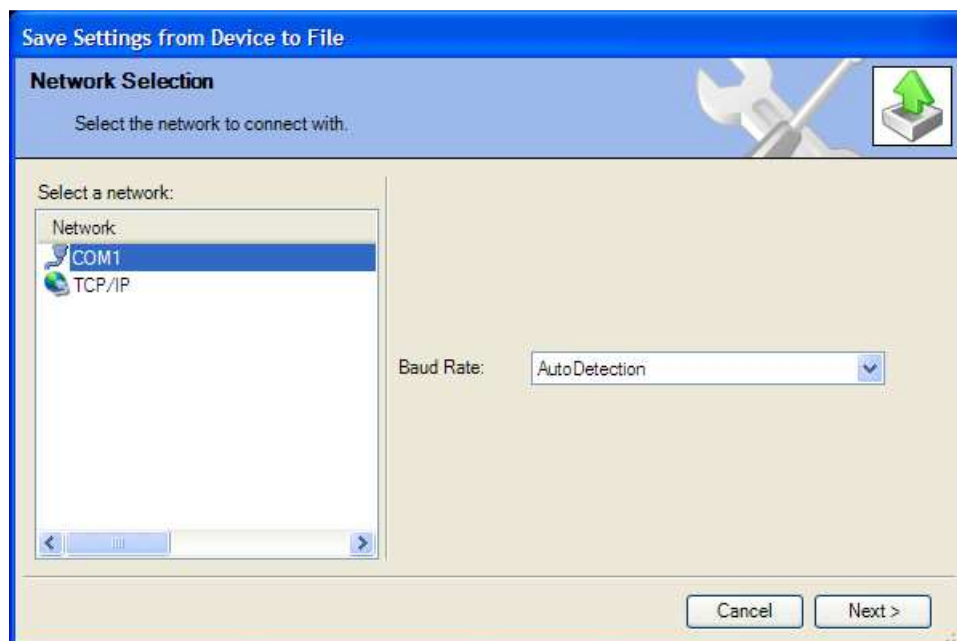 Save Settings from Device to File
Network Selection
Select the network to connect with.
Select a network:
Network
COM1
TCP/IP
Baud Rate: AutoDetection
Cancel Next >